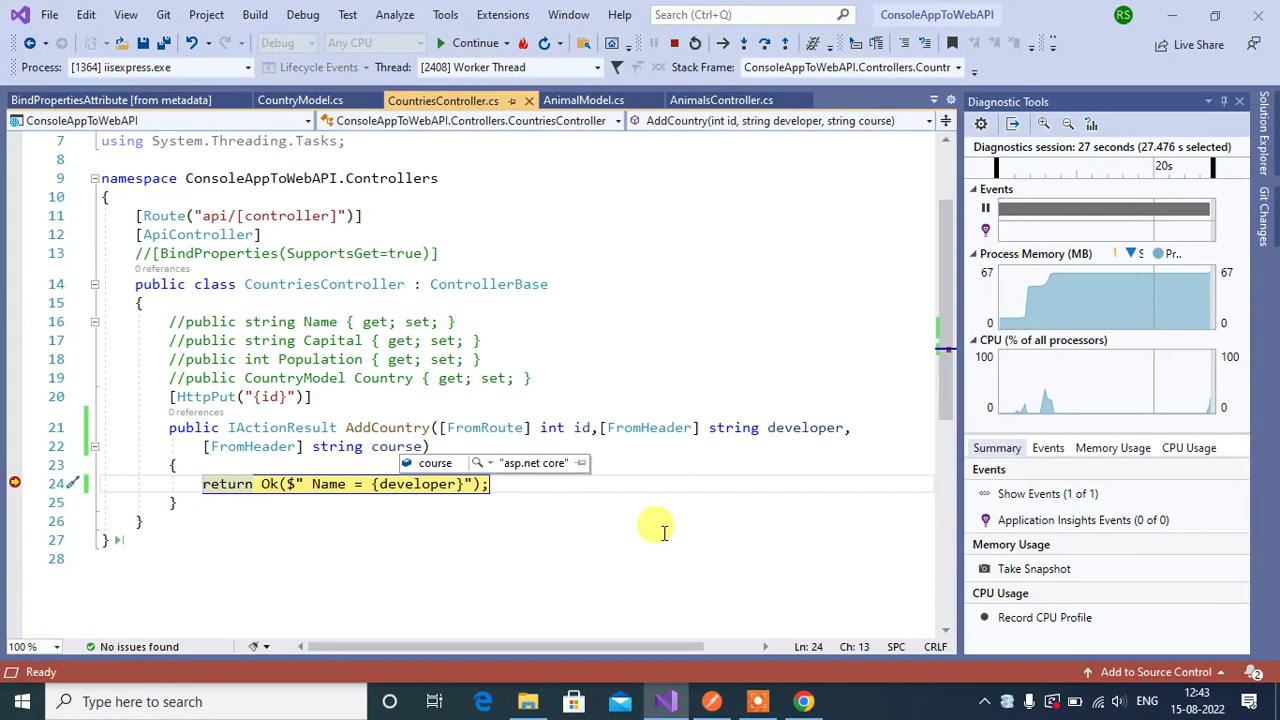 File Edit View Git Project Build Debug Test Analyze Tools Extensions Window Help Search (Ctrl+Q) ConsoleAppToWebAPI RS
Debug Any CPU Continue Live Share
Process: [1364] iisexpress.exe Lifecycle Events Thread: [2408] Worker Thread Stack Frame: ConsoleAppToWebAPI.Controllers.Countr
BindPropertiesAttribute [from metadata] CountryModel.cs CountriesController.cs AnimalModel.cs AnimalsController.cs
ConsoleAppToWebAPI ConsoleAppToWebAPI.Controllers.CountriesController AddCountry(int id, string developer, string course)
7 using System.Threading.Tasks;
8
9 namespace ConsoleAppToWebAPI.Controllers
10 {
11 [Route("api/[controller]")]
12 [ApiController]
13 //[BindProperties(SupportsGet=true)]
0 references
14 public class CountriesController : ControllerBase
15 {
16 //public string Name { get; set; }
17 //public string Capital { get; set; }
18 //public int Population { get; set; }
19 //public CountryModel Country { get; set; }
20 [HttpPut("{id}")]
0 references
21 public IActionResult AddCountry([FromRoute] int id,[FromHeader] string developer,
22 [FromHeader] string course)
23 {
course "asp.net core"
24 return Ok($" Name = {developer}");
25 }
26 }
27 }
28
100 % No issues found Ln: 24 Ch: 13 SPC CRLF
Diagnostic Tools
Diagnostics session: 27 seconds (27.476 s selected)
20s
Events
Process Memory (MB) S Pr...
67 67
0 0
CPU (% of all processors)
100 100
0 0
Summary Events Memory Usage CPU Usage
Events
Show Events (1 of 1)
Application Insights Events (0 of 0)
Memory Usage
Take Snapshot
CPU Usage
Record CPU Profile
Solution Explorer
Git Changes
Ready Add to Source Control 2
Type here to search ENG 12:43
15-08-2022